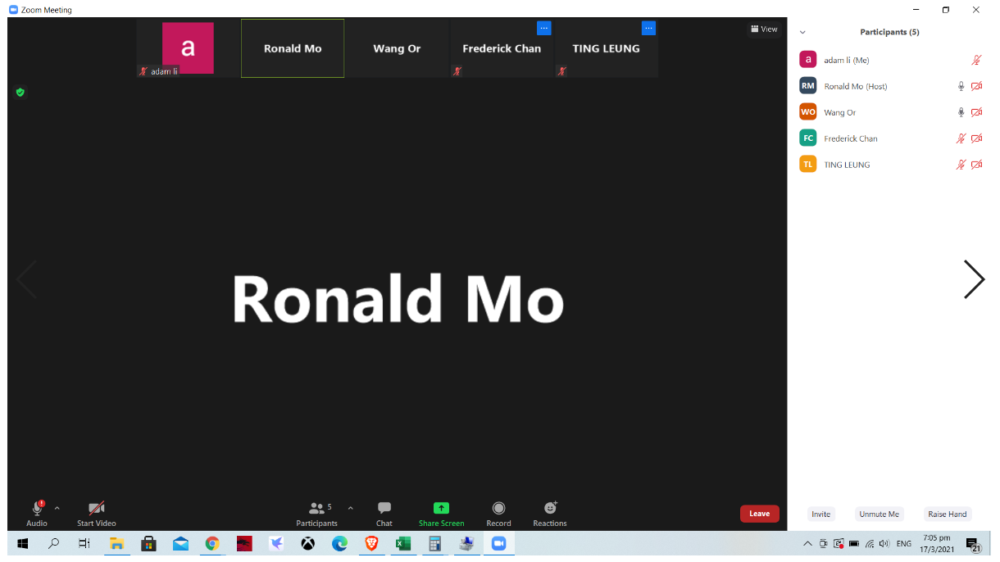 Zoom Meeting
a
adam li
Ronald Mo
Wang Or
Frederick Chan
TING LEUNG
View
Ronald Mo
Participants (5)
a adam li (Me)
RM Ronald Mo (Host)
WO Wang Or
FC Frederick Chan
TL TING LEUNG
Audio
Start Video
5
Participants
Chat
Share Screen
Record
Reactions
Leave
Invite
Unmute Me
Raise Hand
ENG
7:05 pm
17/3/2021
21